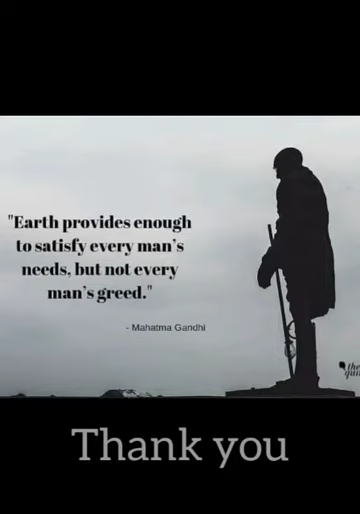 "Earth provides enough
to satisfy every man's
needs, but not every
man's greed."
- Mahatma Gandhi
Thank you